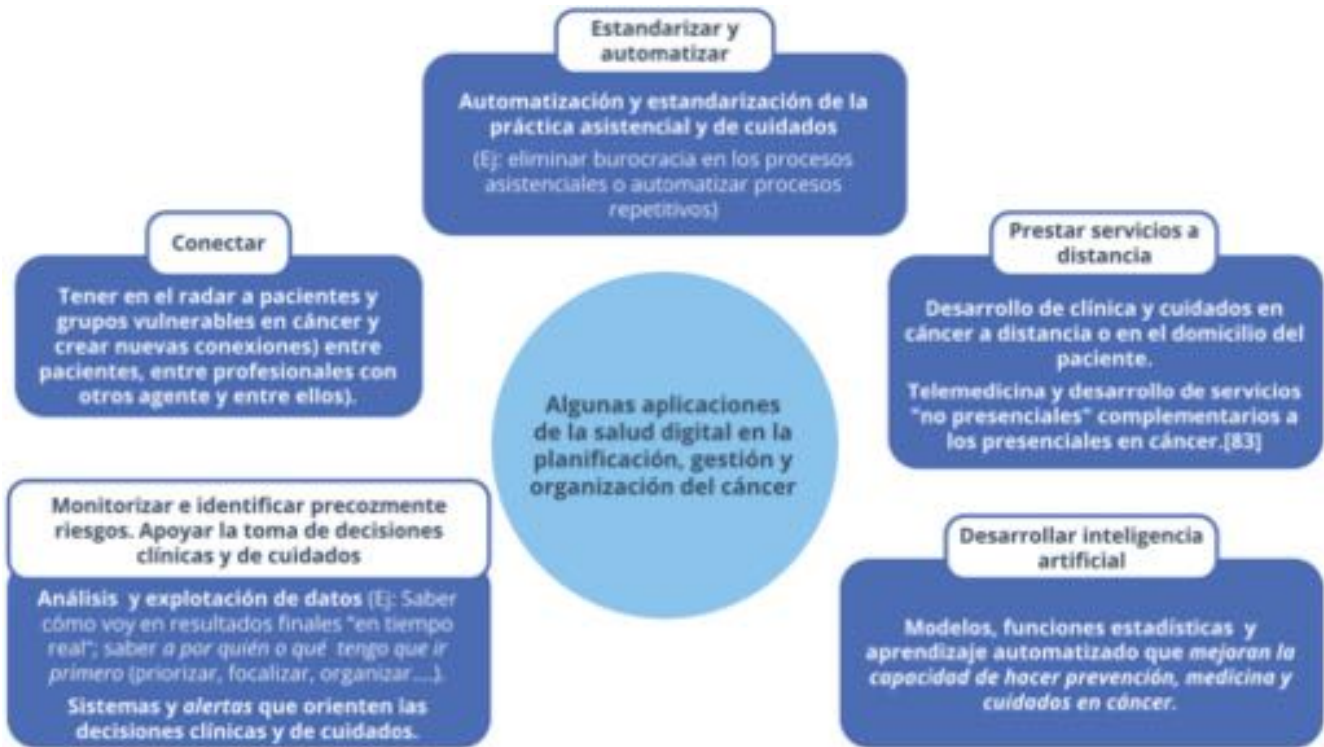 Estandarizar y
automatizar
Automatización y estandarización de la
práctica asistencial y de cuidados
(Ej: eliminar burocracia en los procesos
asistenciales o automatizar procesos
repetitivos)
Conectar
Tener en el radar a pacientes y
grupos vulnerables en cáncer y
crear nuevas conexiones) entre
pacientes, entre profesionales con
otros agente y entre ellos).
Prestar servicios a
distancia
Desarrollo de clínica y cuidados en
cáncer a distancia o en el domicilio del
paciente.
Telemedicina y desarrollo de servicios
"no presenciales" complementarios a
los presenciales en cáncer.[83]
Algunas aplicaciones
de la salud digital en la
planificación, gestión y
organización del cáncer
Monitorizar e identificar precozmente
riesgos. Apoyar la toma de decisiones
clínicas y de cuidados
Análisis y explotación de datos (Ej: Saber
cómo voy en resultados finales "en tiempo
real"; saber a por quién o qué tengo que ir
primero (priorizar, focalizar, organizar....).
Sistemas y alertas que orienten las
decisiones clínicas y de cuidados.
Desarrollar inteligencia
artificial
Modelos, funciones estadísticas y
aprendizaje automatizado que mejoran la
capacidad de hacer prevención, medicina y
cuidados en cáncer.